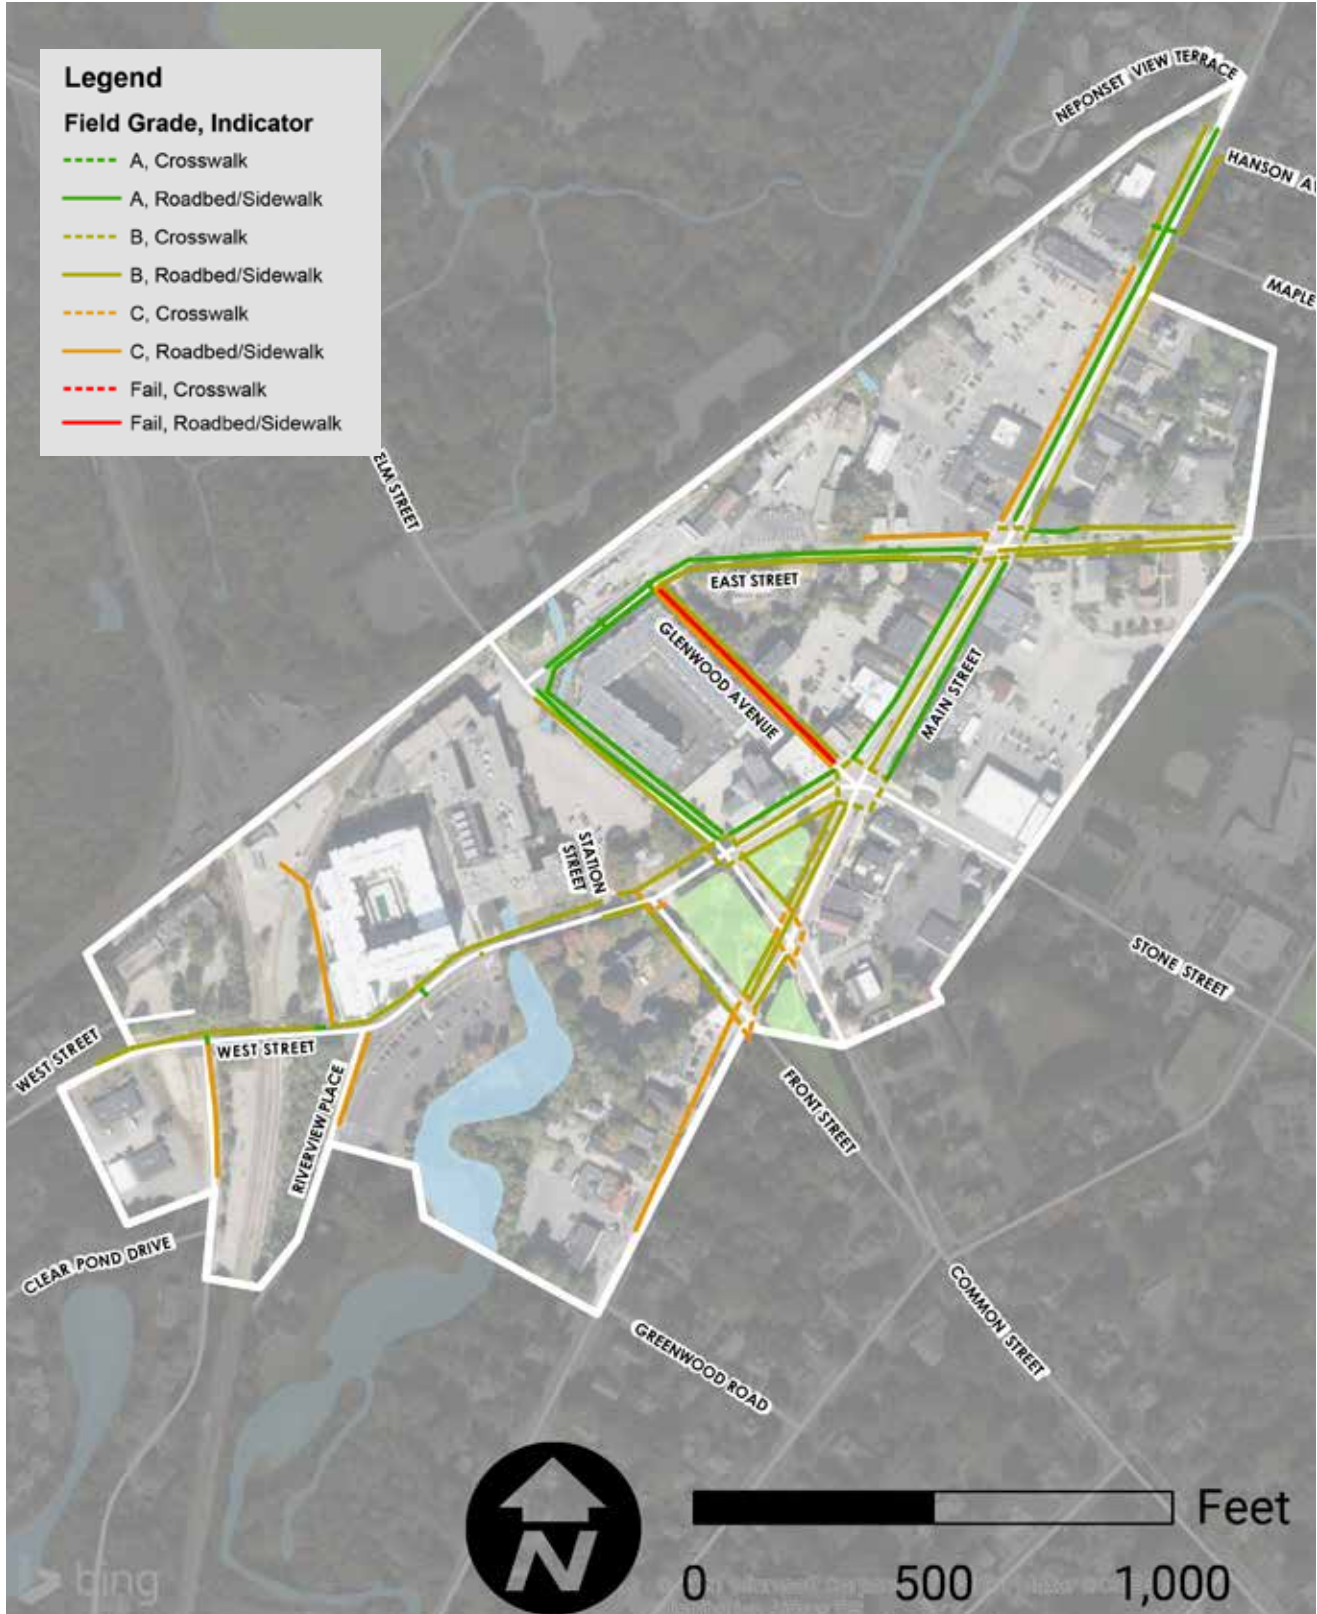 Legend
Field Grade, Indicator
A, Crosswalk
A, Roadbed/Sidewalk
B, Crosswalk
B, Roadbed/Sidewalk
C, Crosswalk
C, Roadbed/Sidewalk
Fail, Crosswalk
Fail, Roadbed/Sidewalk
NEPONSET VIEW TERRACE
HANSON AV
MAPLE
ELM STREET
EAST STREET
GLENWOOD AVENUE
MAIN STREET
STATION
STREET
STONE STREET
WEST STREET
WEST STREET
RIVERVIEW PLACE
FRONT STREET
CLEAR POND DRIVE
COMMON STREET
GREENWOOD ROAD
N
Feet
0 500 1,000
bing